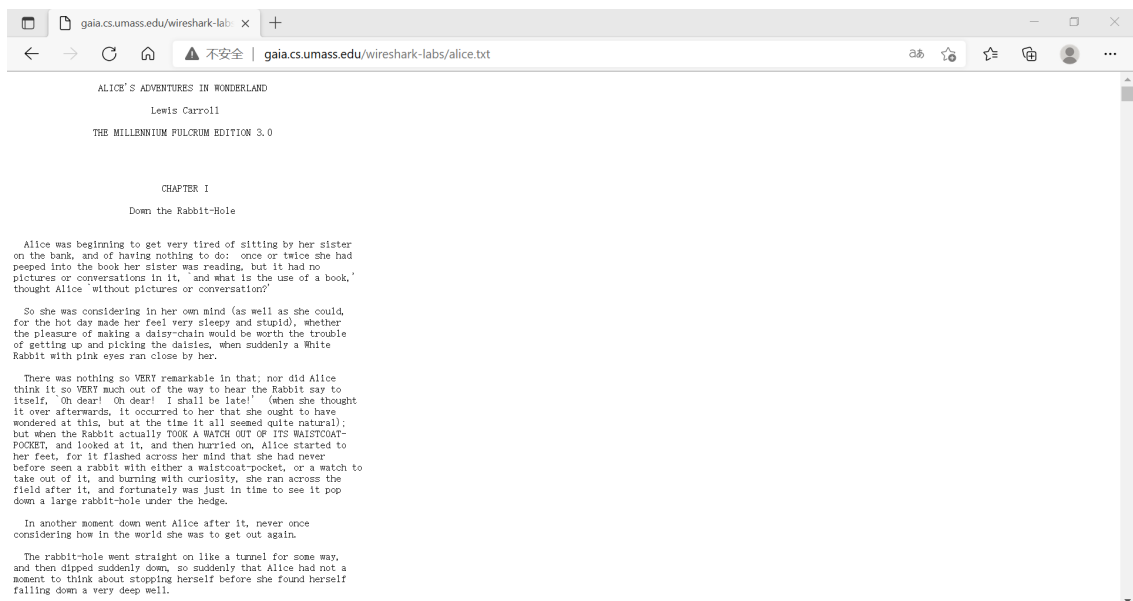 gaia.cs.umass.edu/wireshark-lab
不安全 | gaia.cs.umass.edu/wireshark-labs/alice.txt
ALICE'S ADVENTURES IN WONDERLAND
Lewis Carroll
THE MILLENNIUM FULCRUM EDITION 3.0
CHAPTER I
Down the Rabbit-Hole
Alice was beginning to get very tired of sitting by her sister
on the bank, and of having nothing to do:  once or twice she had
peeped into the book her sister was reading, but it had no
pictures or conversations in it, `and what is the use of a book,'
thought Alice `without pictures or conversation?'
So she was considering in her own mind (as well as she could,
for the hot day made her feel very sleepy and stupid), whether
the pleasure of making a daisy-chain would be worth the trouble
of getting up and picking the daisies, when suddenly a White
Rabbit with pink eyes ran close by her.
There was nothing so VERY remarkable in that; nor did Alice
think it so VERY much out of the way to hear the Rabbit say to
itself, `Oh dear!  Oh dear!  I shall be late!'  (when she thought
it over afterwards, it occurred to her that she ought to have
wondered at this, but at the time it all seemed quite natural);
but when the Rabbit actually TOOK A WATCH OUT OF ITS WAISTCOAT-
POCKET, and looked at it, and then hurried on, Alice started to
her feet, for it flashed across her mind that she had never
before seen a rabbit with either a waistcoat-pocket, or a watch to
take out of it, and burning with curiosity, she ran across the
field after it, and fortunately was just in time to see it pop
down a large rabbit-hole under the hedge.
In another moment down went Alice after it, never once
considering how in the world she was to get out again.
The rabbit-hole went straight on like a tunnel for some way,
and then dipped suddenly down, so suddenly that Alice had not a
moment to think about stopping herself before she found herself
falling down a very deep well.